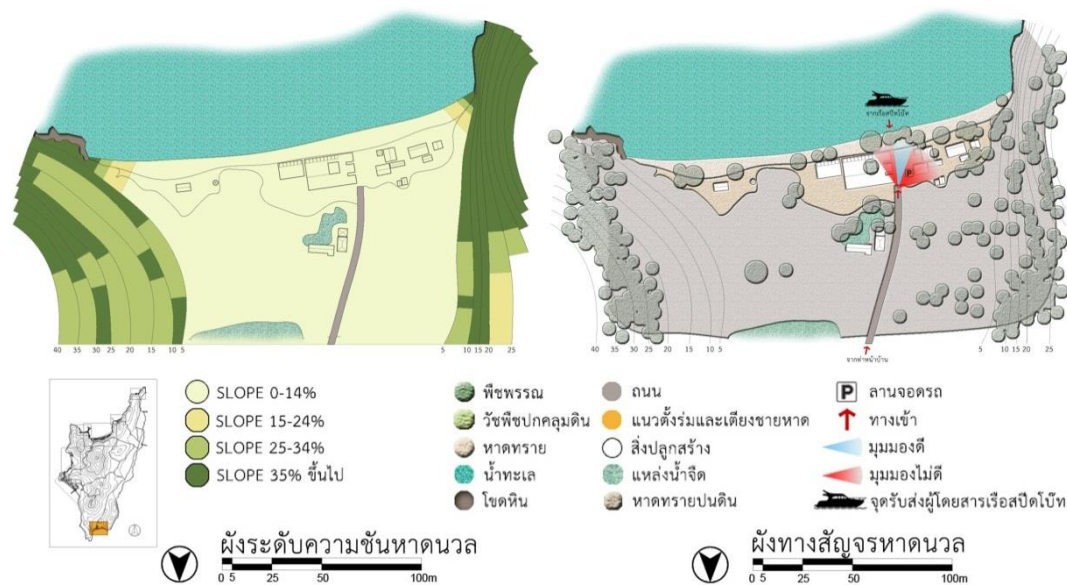 จากเรือสปีดโบ๊ท
P
40 35 30 25 20 15 10 5
5 10 15 20 25
40 35 30 25 20 15 10 5
5 10 15 20 25
จากท่าหน้าบ้าน
SLOPE 0-14%
SLOPE 15-24%
SLOPE 25-34%
SLOPE 35% ขึ้นไป
พืชพรรณ
วัชพืชปกคลุมดิน
หาดทราย
น้ำทะเล
โขดหิน
ถนน
แนวตั้งร่มและเตียงชายหาด
สิ่งปลูกสร้าง
แหล่งน้ำจืด
หาดทรายปนดิน
P ลานจอดรถ
ทางเข้า
มุมมองดี
มุมมองไม่ดี
จุดรับส่งผู้โดยสารเรือสปีดโบ๊ท
ผังระดับความชันหาดนวล
0 5 25 50 100m
ผังทางสัญจรหาดนวล
0 5 25 50 100m